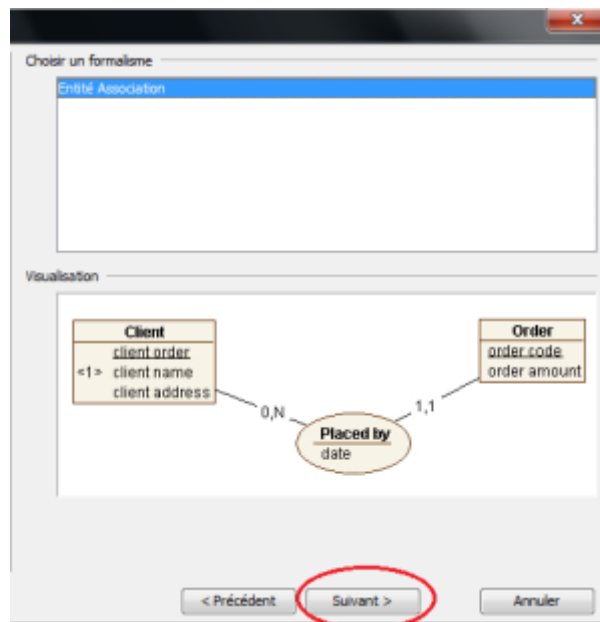 Choisir un formalisme
Entité Association
Visualisation
Client
client order
<1> client name
client address
Order
order code
order amount
0,N
1,1
Placed by
date
< Précédent
Suivant >
Annuler